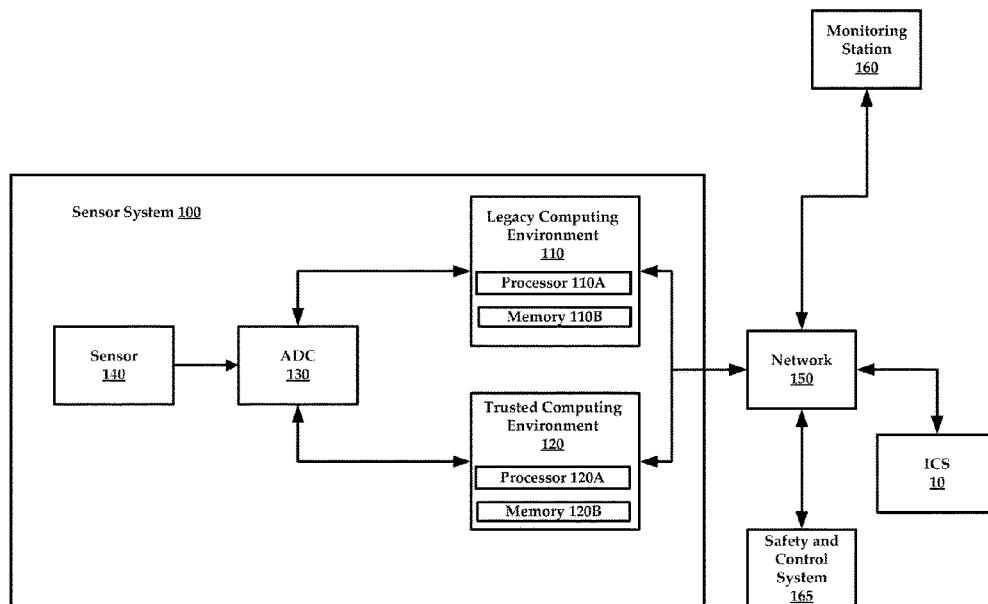 Monitoring
Station
160
Sensor System 100
Legacy Computing
Environment
110
Processor 110A
Memory 110B
Sensor
140
ADC
130
Network
150
Trusted Computing
Environment
120
Processor 120A
Memory 120B
ICS
10
Safety and
Control
System
165